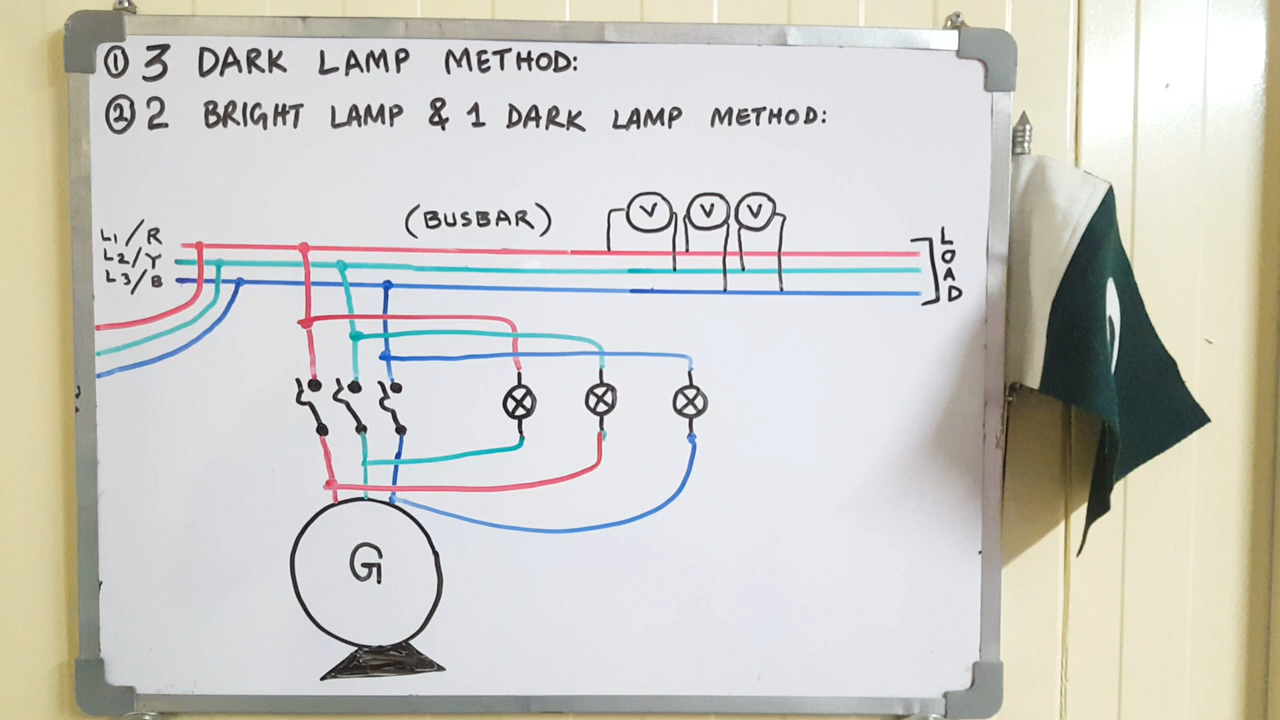 ① 3 DARK LAMP METHOD:
② 2 BRIGHT LAMP & 1 DARK LAMP METHOD:
(BUSBAR)
V V V
L1/R
L2/Y
L3/B
LOAD
G